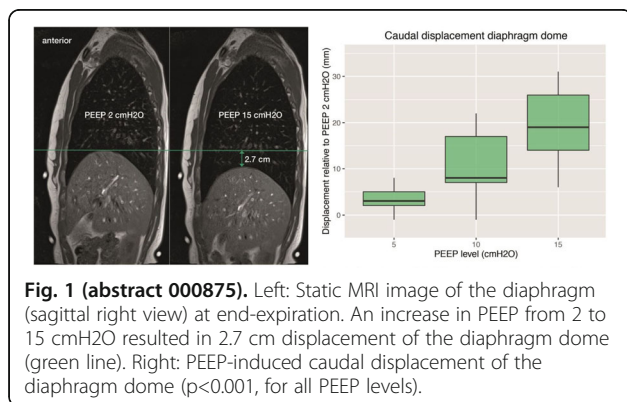 anterior
PEEP 2 cmH2O
PEEP 15 cmH2O
2.7 cm
Caudal displacement diaphragm dome
Displacement relative to PEEP 2 cmH2O (mm)
30
20
10
0
5
10
15
PEEP level (cmH2O)
Fig. 1 (abstract 000875). Left: Static MRI image of the diaphragm
(sagittal right view) at end-expiration. An increase in PEEP from 2 to
15 cmH2O resulted in 2.7 cm displacement of the diaphragm dome
(green line). Right: PEEP-induced caudal displacement of the
diaphragm dome (p<0.001, for all PEEP levels).